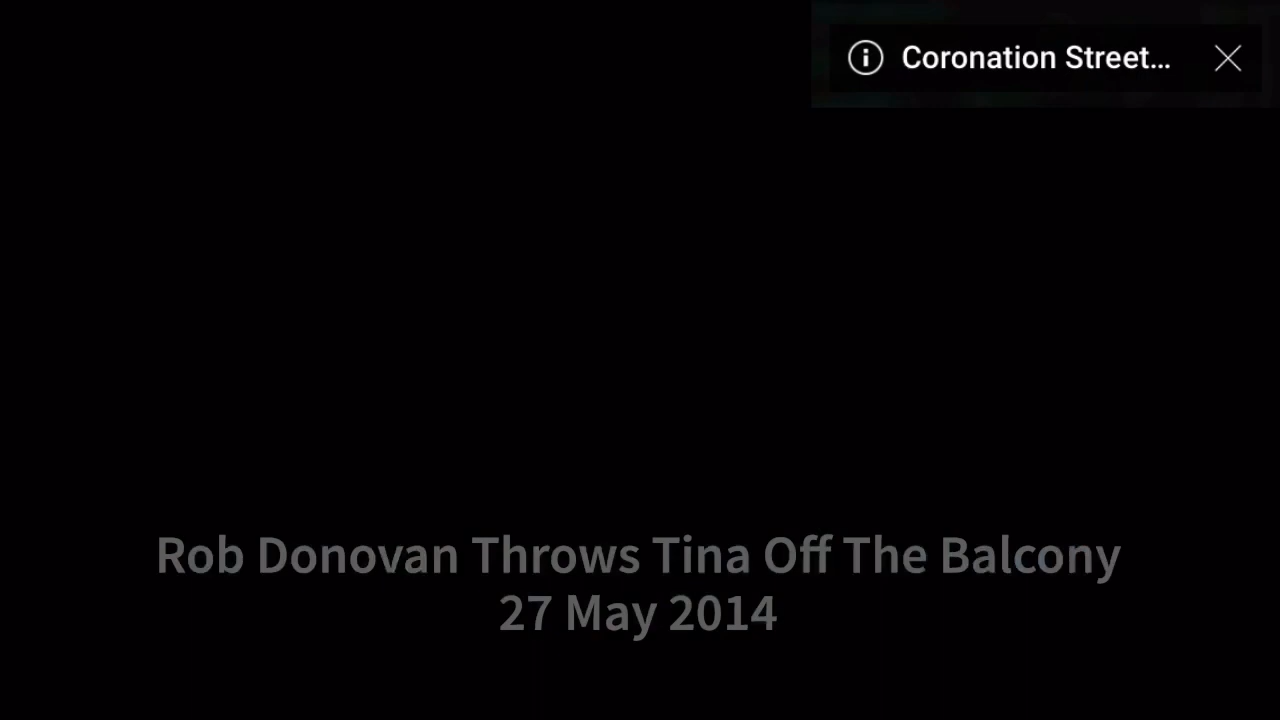 Coronation Street...
Rob Donovan Throws Tina Off The Balcony
27 May 2014